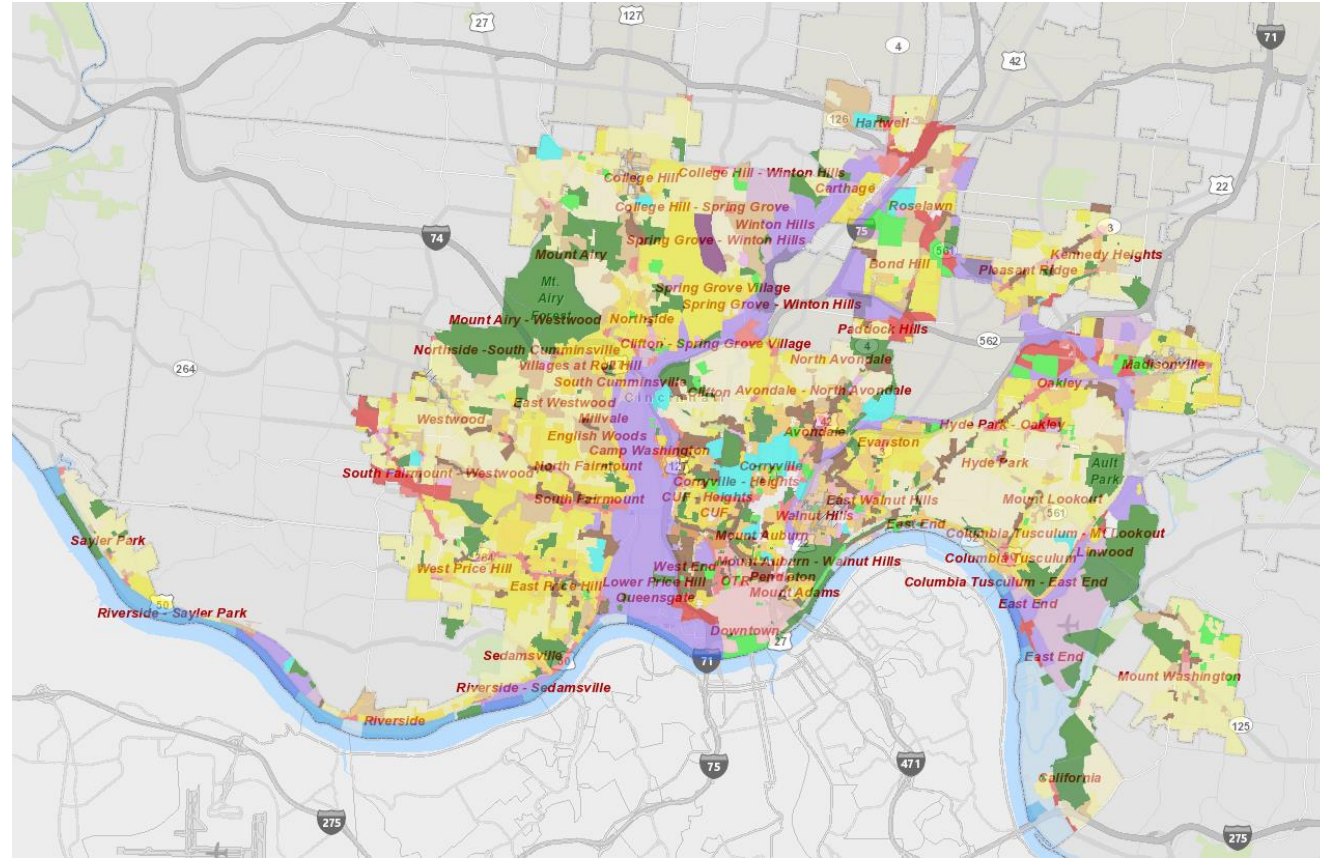 27
127
4
71
42
126
Hartwell
College Hill
College Hill - Winton Hills
Carthage
22
College Hill - Spring Grove
Roselawn
Winton Hills
75
3
74
Spring Grove - Winton Hills
561
Mount Airy
Kennedy Heights
Bond Hill
Pleasant Ridge
Mt.
Airy
Forest
Spring Grove Village
Spring Grove - Winton Hills
Mount Airy - Westwood
Northside
Paddock Hills
562
Clifton - Spring Grove Village
4
Northside -South Cumminsville
North Avondale
Villages at Roll Hill
264
Madisonville
South Cumminsville
Oakley
Clifton
Avondale - North Avondale
Cincinnati
East Westwood
Westwood
Millvale
42
Hyde Park - Oakley
Avondale
English Woods
Evanston
Camp Washington
3
Hyde Park
Ault
Park
North Fairmount
127
Corryville
South Fairmount - Westwood
Corryville - Heights
South Fairmount
CUF - Heights
East Walnut Hills
Mount Lookout
CUF
Walnut Hills
561
East End
Mount Auburn
Columbia Tusculum - Mt Lookout
Sayler Park
Linwood
West Price Hill
West End
Mount Auburn - Walnut Hills
Columbia Tusculum
East Price Hill
Lower Price Hill
OTR
Pendleton
Columbia Tusculum - East End
Queensgate
Mount Adams
50
East End
Riverside - Sayler Park
Downtown
27
Sedamsville
50
71
East End
Mount Washington
Riverside - Sedamsville
Riverside
125
75
471
California
275
275